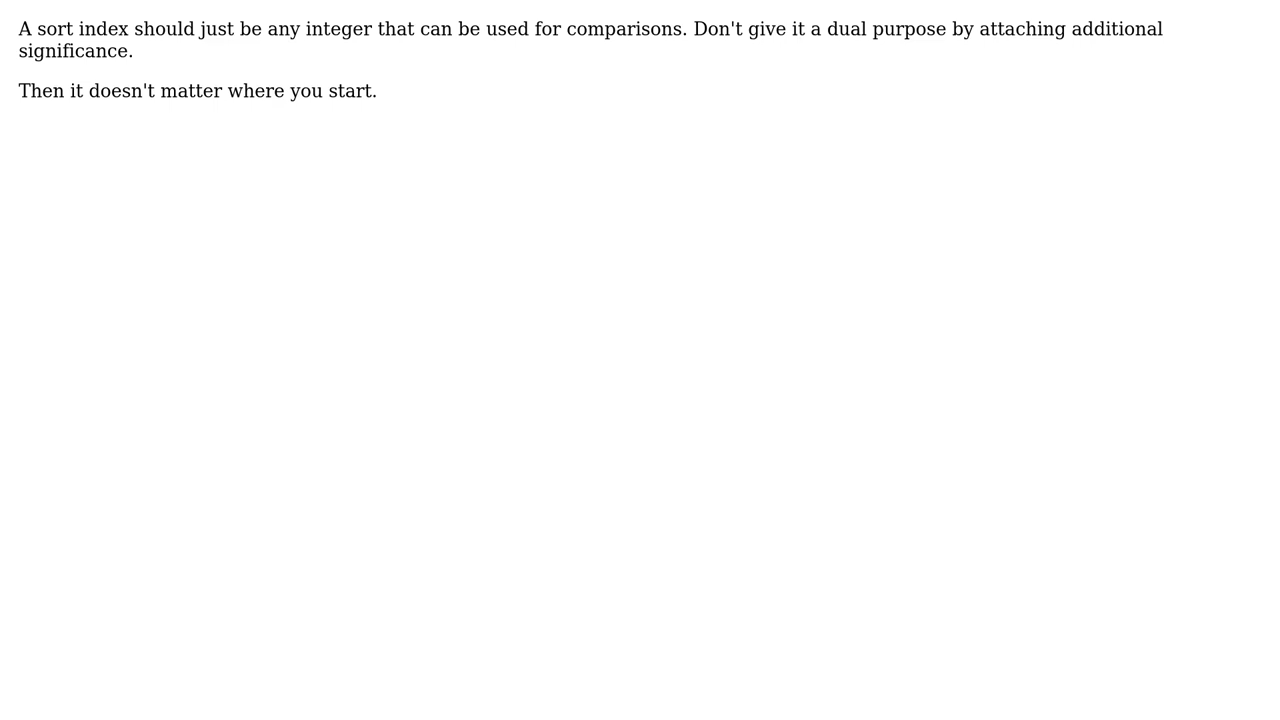 A sort index should just be any integer that can be used for comparisons. Don't give it a dual purpose by attaching additional
significance.
Then it doesn't matter where you start.